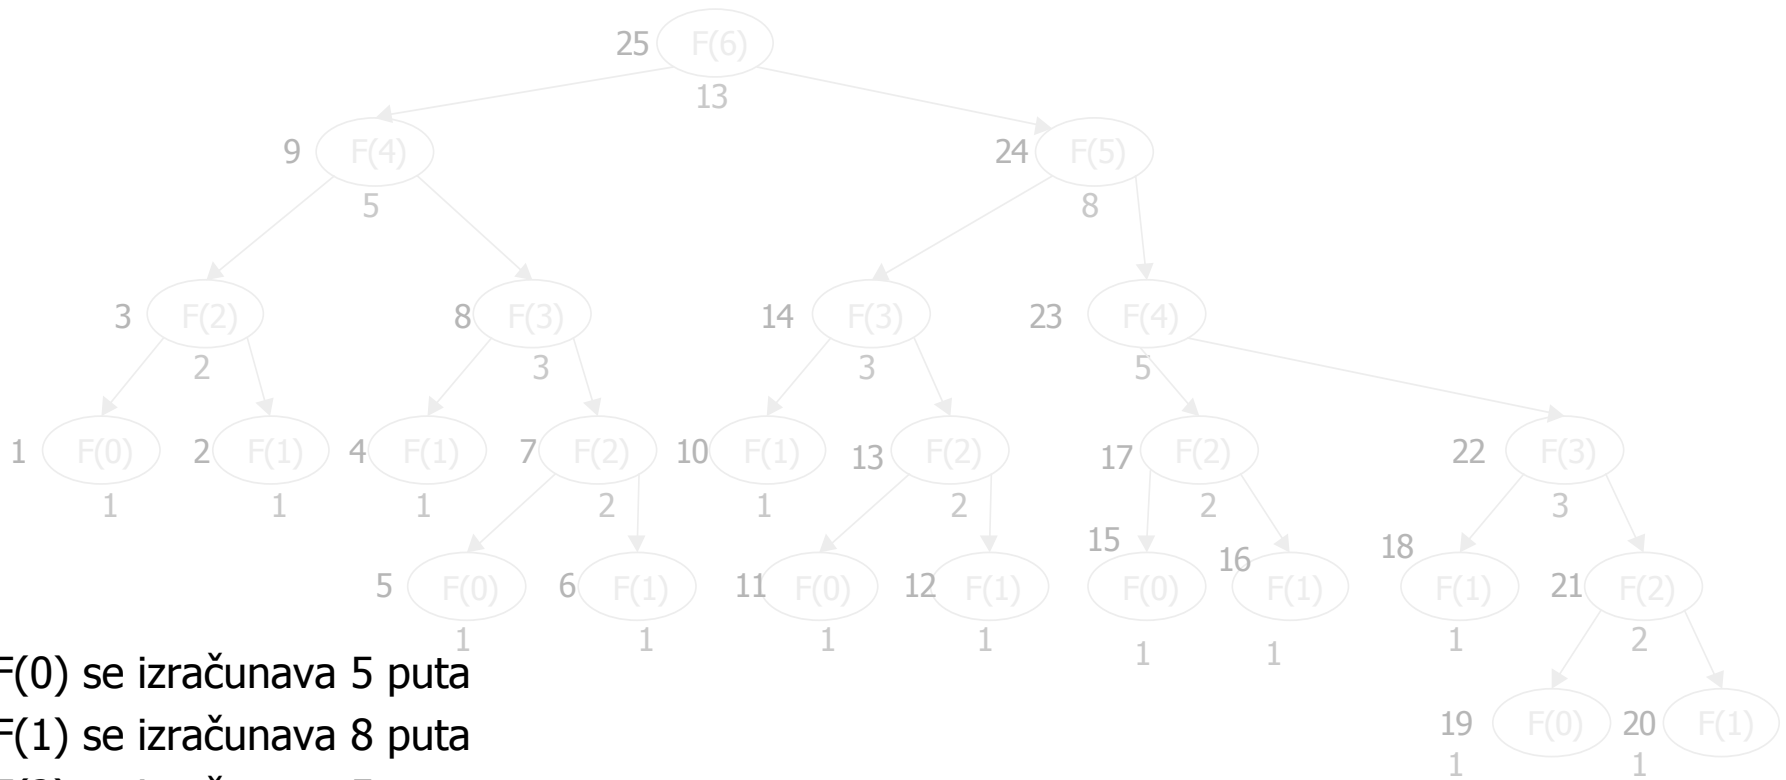 25 F(6)
13
9 F(4) 24 F(5)
5 8
3 F(2) 8 F(3) 14 F(3) 23 F(4)
2 3 3 5
1 F(0) 2 F(1) 4 F(1) 7 F(2) 10 F(1) 13 F(2) 17 F(2) 22 F(3)
1 1 1 2 1 2 2 3
15 16 18
5 F(0) 6 F(1) 11 F(0) 12 F(1) F(0) F(1) F(1) 21 F(2)
1 1 1 1 1 1 1 2
F(0) se izračunava 5 puta
19 F(0) 20 F(1)
F(1) se izračunava 8 puta
1 1